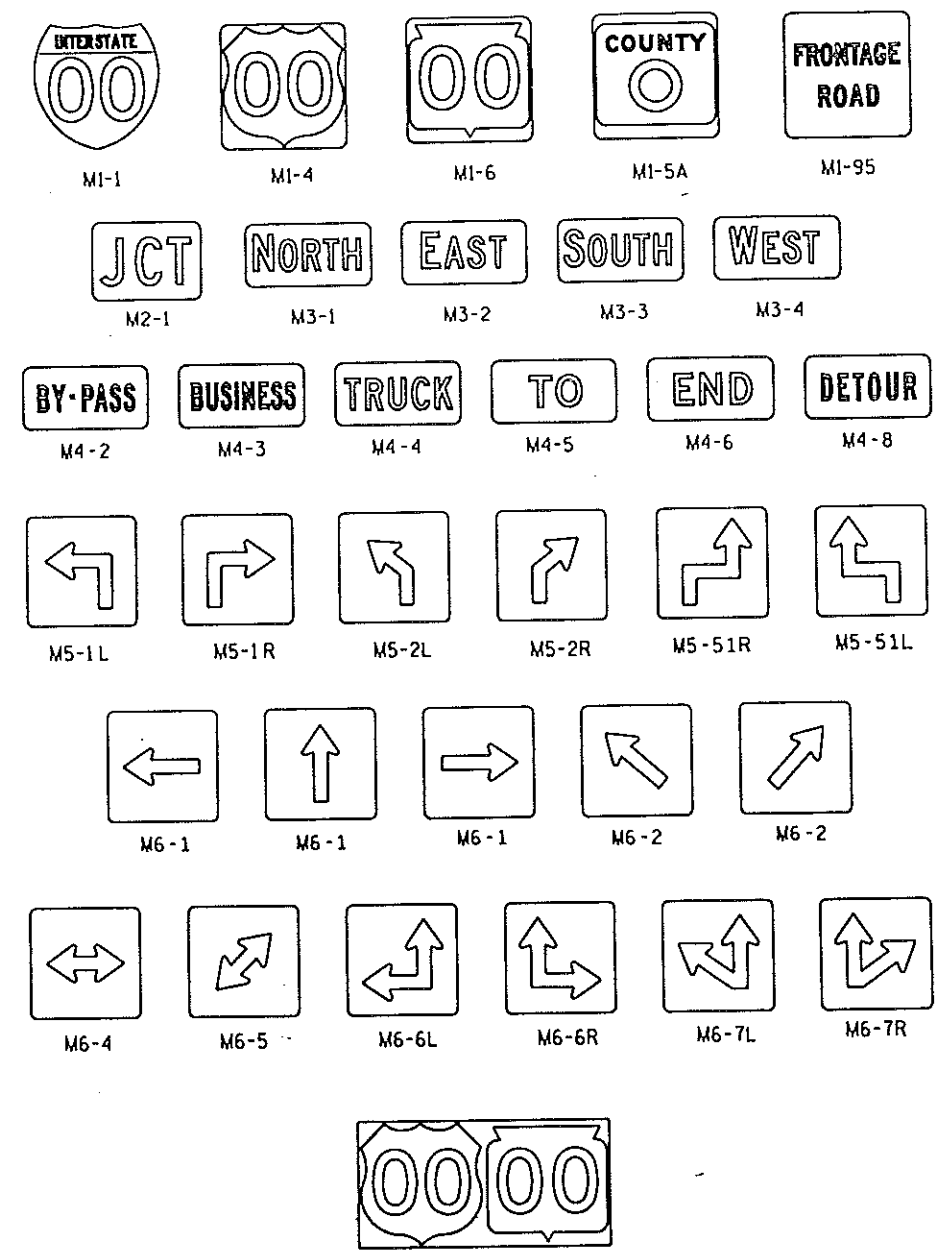 INTERSTATE
00 00 00 COUNTY FRONTAGE
0 ROAD
M1-1 M1-4 M1-6 M1-5A M1-95
JCT NORTH EAST SOUTH WEST
M2-1 M3-1 M3-2 M3-3 M3-4
BY-PASS BUSINESS TRUCK TO END DETOUR
M4-2 M4-3 M4-4 M4-5 M4-6 M4-8
M5-1L M5-1R M5-2L M5-2R M5-51R M5-51L
M6-1 M6-1 M6-1 M6-2 M6-2
M6-4 M6-5 M6-6L M6-6R M6-7L M6-7R
00 00